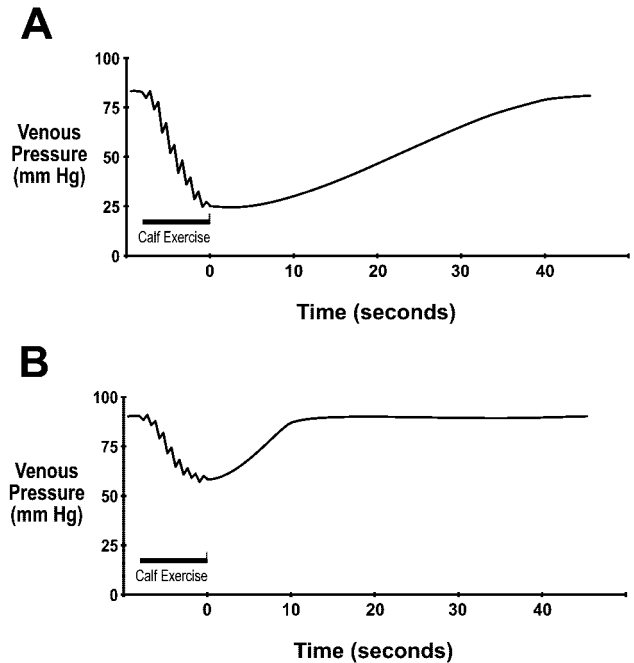 A
100
75
Venous
Pressure
(mm Hg)
50
25
0
Calf Exercise
0 10 20 30 40
Time (seconds)
B
100
75
Venous
Pressure
(mm Hg)
50
25
0
Calf Exercise
0 10 20 30 40
Time (seconds)